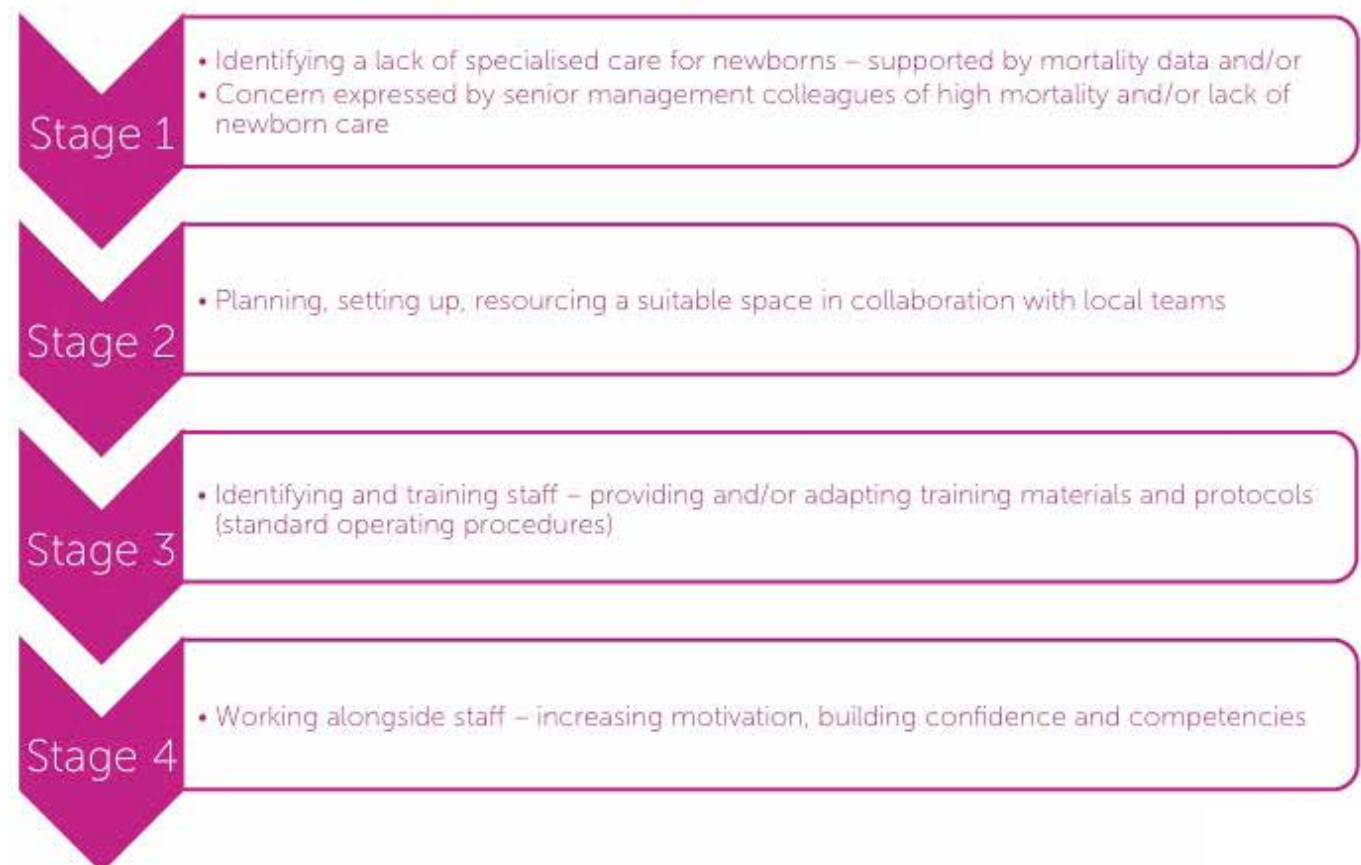 Stage 1
• Identifying a lack of specialised care for newborns – supported by mortality data and/or
• Concern expressed by senior management colleagues of high mortality and/or lack of
newborn care
Stage 2
• Planning, setting up, resourcing a suitable space in collaboration with local teams
Stage 3
• Identifying and training staff – providing and/or adapting training materials and protocols
(standard operating procedures)
Stage 4
• Working alongside staff – increasing motivation, building confidence and competencies